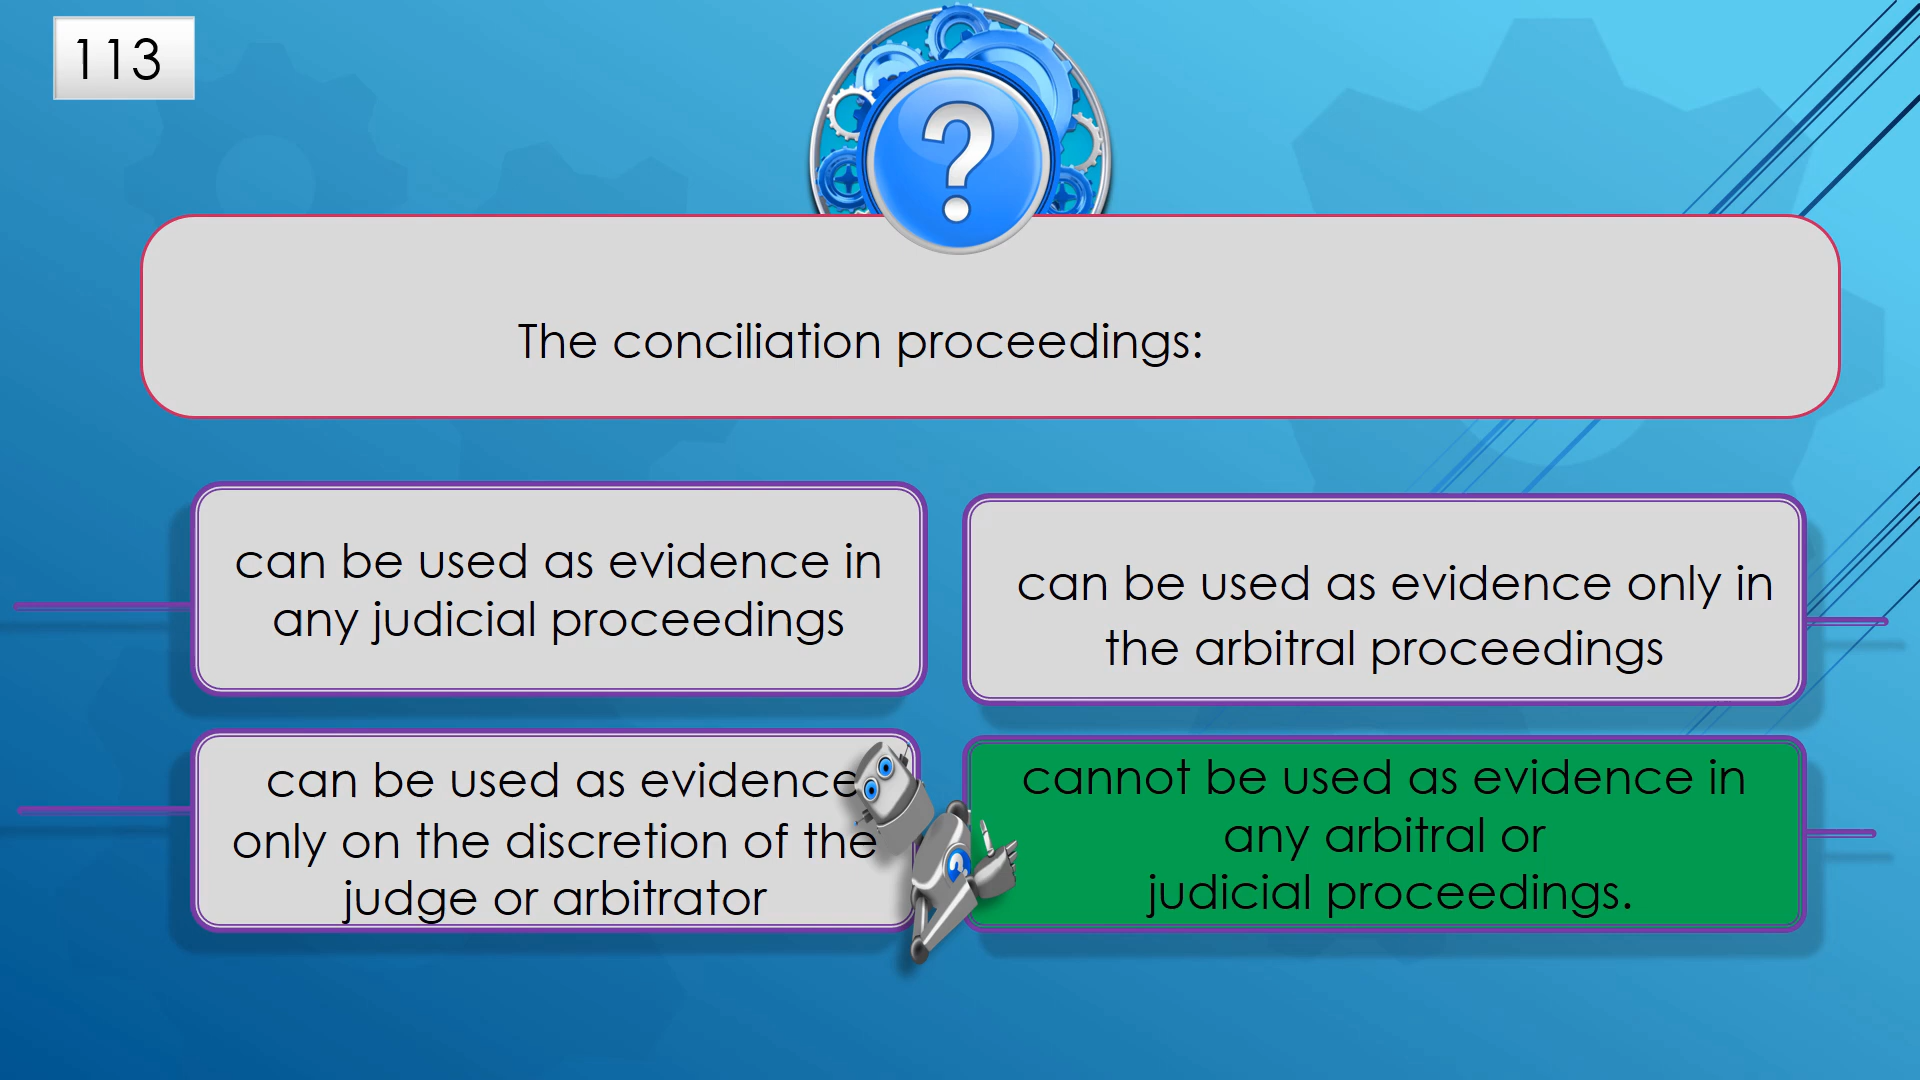 113
?
The conciliation proceedings:
can be used as evidence in
any judicial proceedings
can be used as evidence only in
the arbitral proceedings
can be used as evidence
only on the discretion of the
judge or arbitrator
?
cannot be used as evidence in
any arbitral or
judicial proceedings.